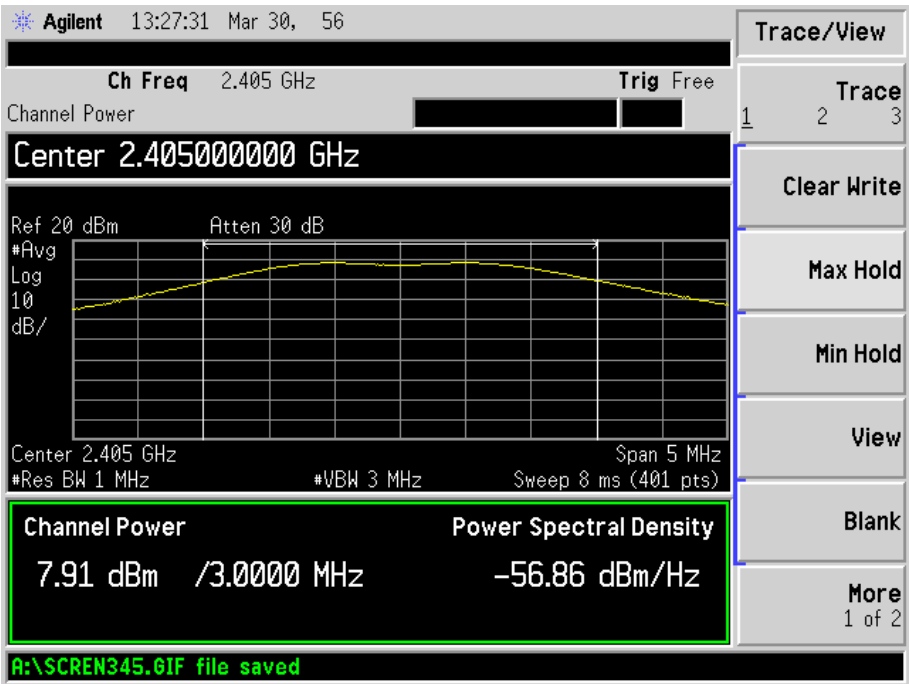 Agilent 13:27:31 Mar 30, 56
Trace/View
Ch Freq 2.405 GHz Trig Free
Channel Power
Trace
1 2 3
Center 2.405000000 GHz
Clear Write
Ref 20 dBm Atten 30 dB
#Avg
Log
10
dB/
Max Hold
Min Hold
View
Center 2.405 GHz Span 5 MHz
#Res BW 1 MHz #VBW 3 MHz Sweep 8 ms (401 pts)
Channel Power Power Spectral Density
7.91 dBm /3.0000 MHz -56.86 dBm/Hz
Blank
More
1 of 2
A:\SCREN345.GIF file saved